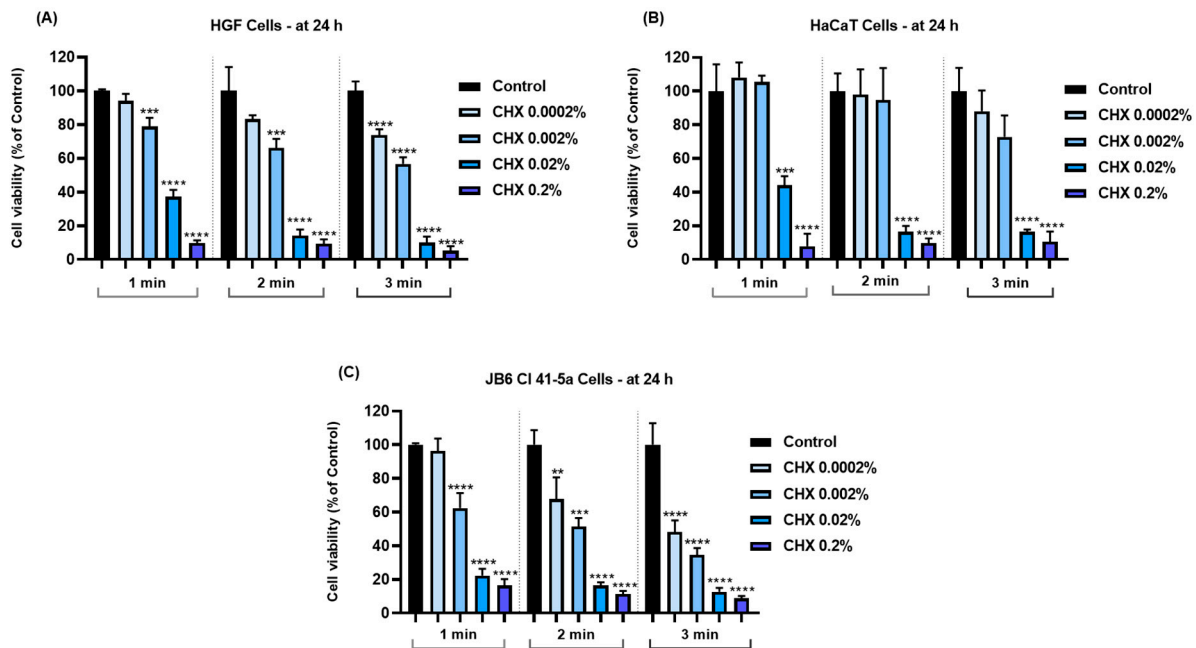 (A)
HGF Cells - at 24 h
Cell viability (% of Control)
120
100
80
60
40
20
0
***
****
****
***
****
****
****
****
****
****
1 min
2 min
3 min
Control
CHX 0.0002%
CHX 0.002%
CHX 0.02%
CHX 0.2%
(B)
HaCaT Cells - at 24 h
Cell viability (% of Control)
120
100
80
60
40
20
0
***
****
****
****
****
****
1 min
2 min
3 min
Control
CHX 0.0002%
CHX 0.002%
CHX 0.02%
CHX 0.2%
(C)
JB6 Cl 41-5a Cells - at 24 h
Cell viability (% of Control)
120
100
80
60
40
20
0
****
****
****
**
***
****
****
****
****
****
****
1 min
2 min
3 min
Control
CHX 0.0002%
CHX 0.002%
CHX 0.02%
CHX 0.2%